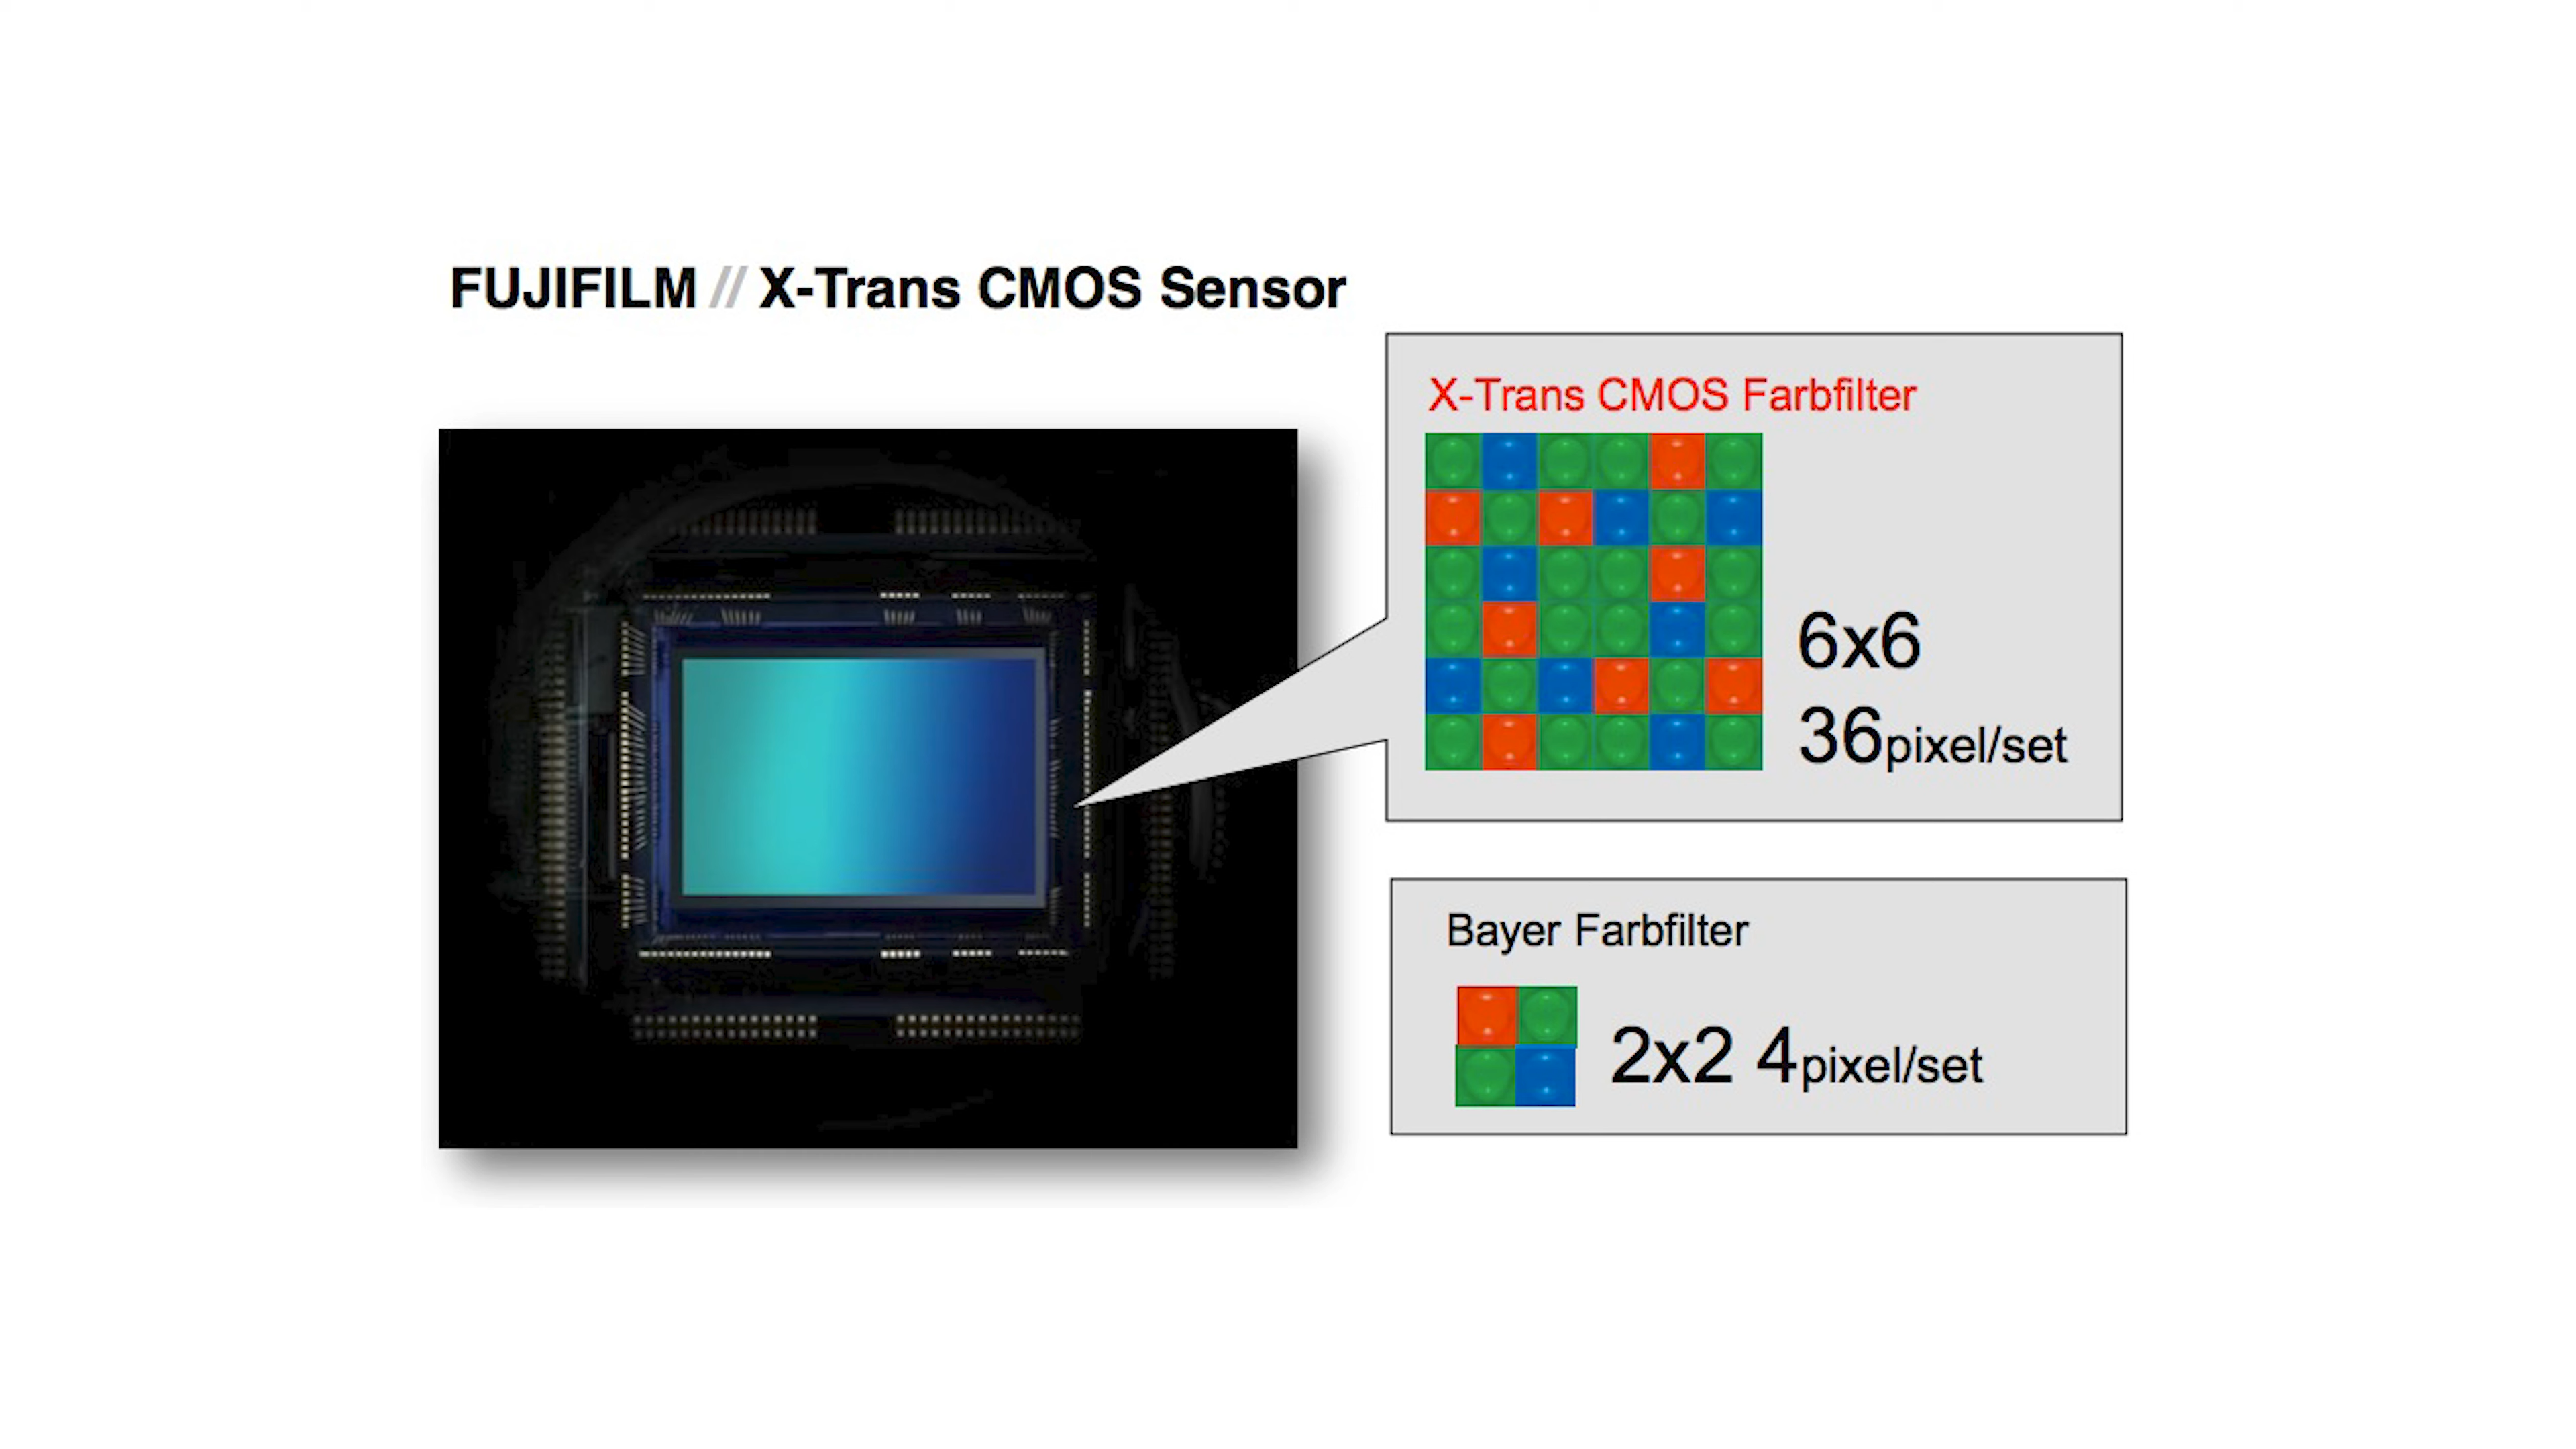 FUJIFILM // X-Trans CMOS Sensor
X-Trans CMOS Farbfilter
6x6
36pixel/set
Bayer Farbfilter
2x2 4pixel/set